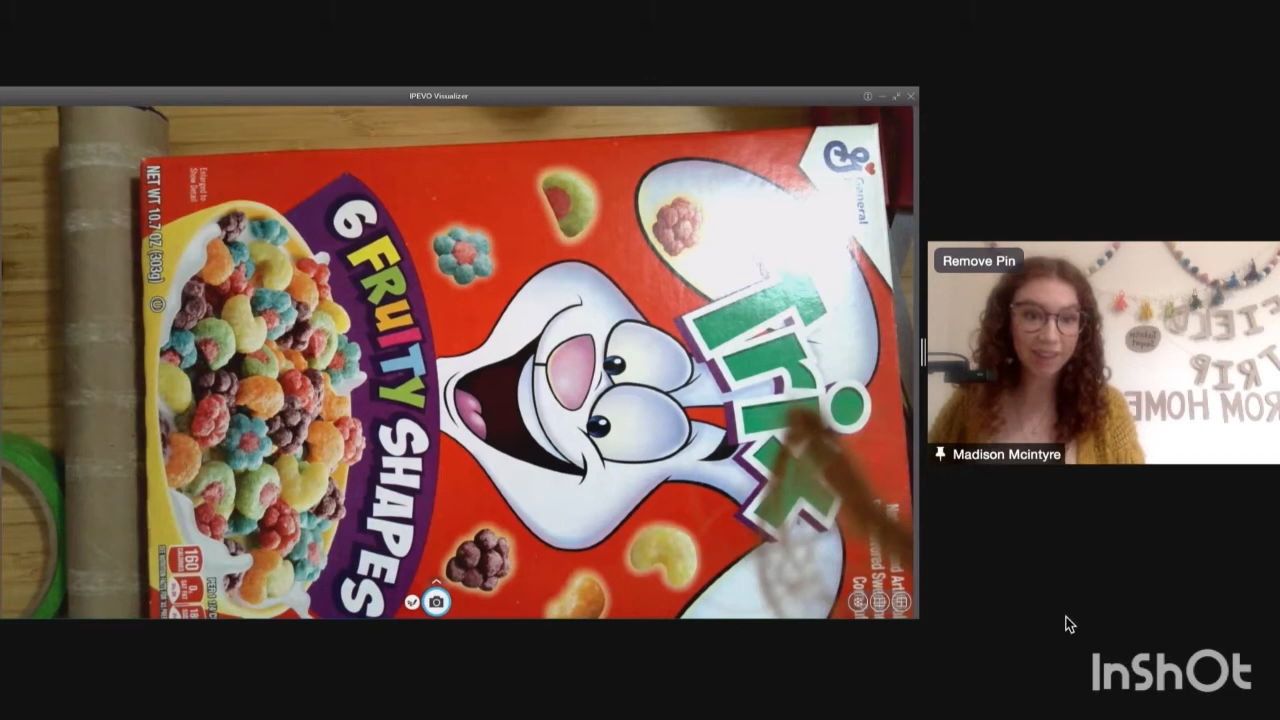 IPEVO Visualizer
General
Trix
6 FRUITY SHAPES
NET WT 10.7 OZ (303g)
Enlarged to
Show Detail
160
CALORIES
Remove Pin
FIELD
TRIP
FROM HOME
Madison Mcintyre
InShOt